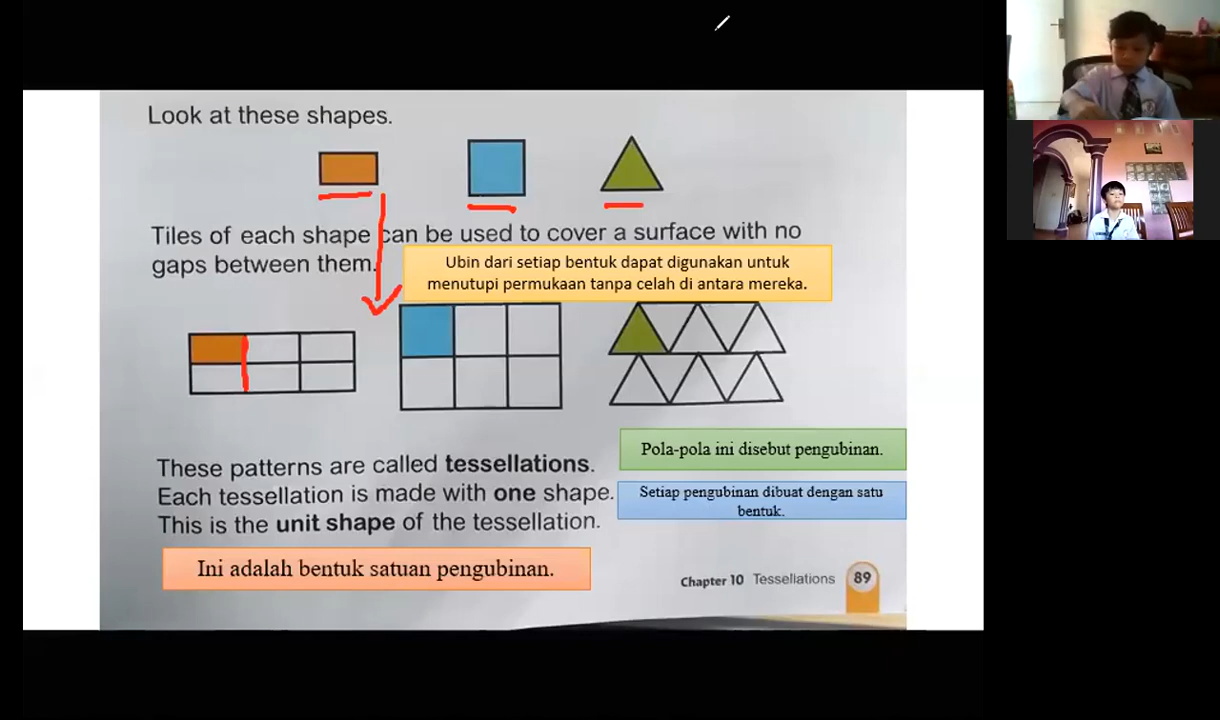 Look at these shapes.
Tiles of each shape can be used to cover a surface with no
gaps between them.
Ubin dari setiap bentuk dapat digunakan untuk
menutupi permukaan tanpa celah di antara mereka.
These patterns are called tessellations.
Each tessellation is made with one shape.
This is the unit shape of the tessellation.
Pola-pola ini disebut pengubinan.
Setiap pengubinan dibuat dengan satu
bentuk.
Ini adalah bentuk satuan pengubinan.
Chapter 10 Tessellations 89